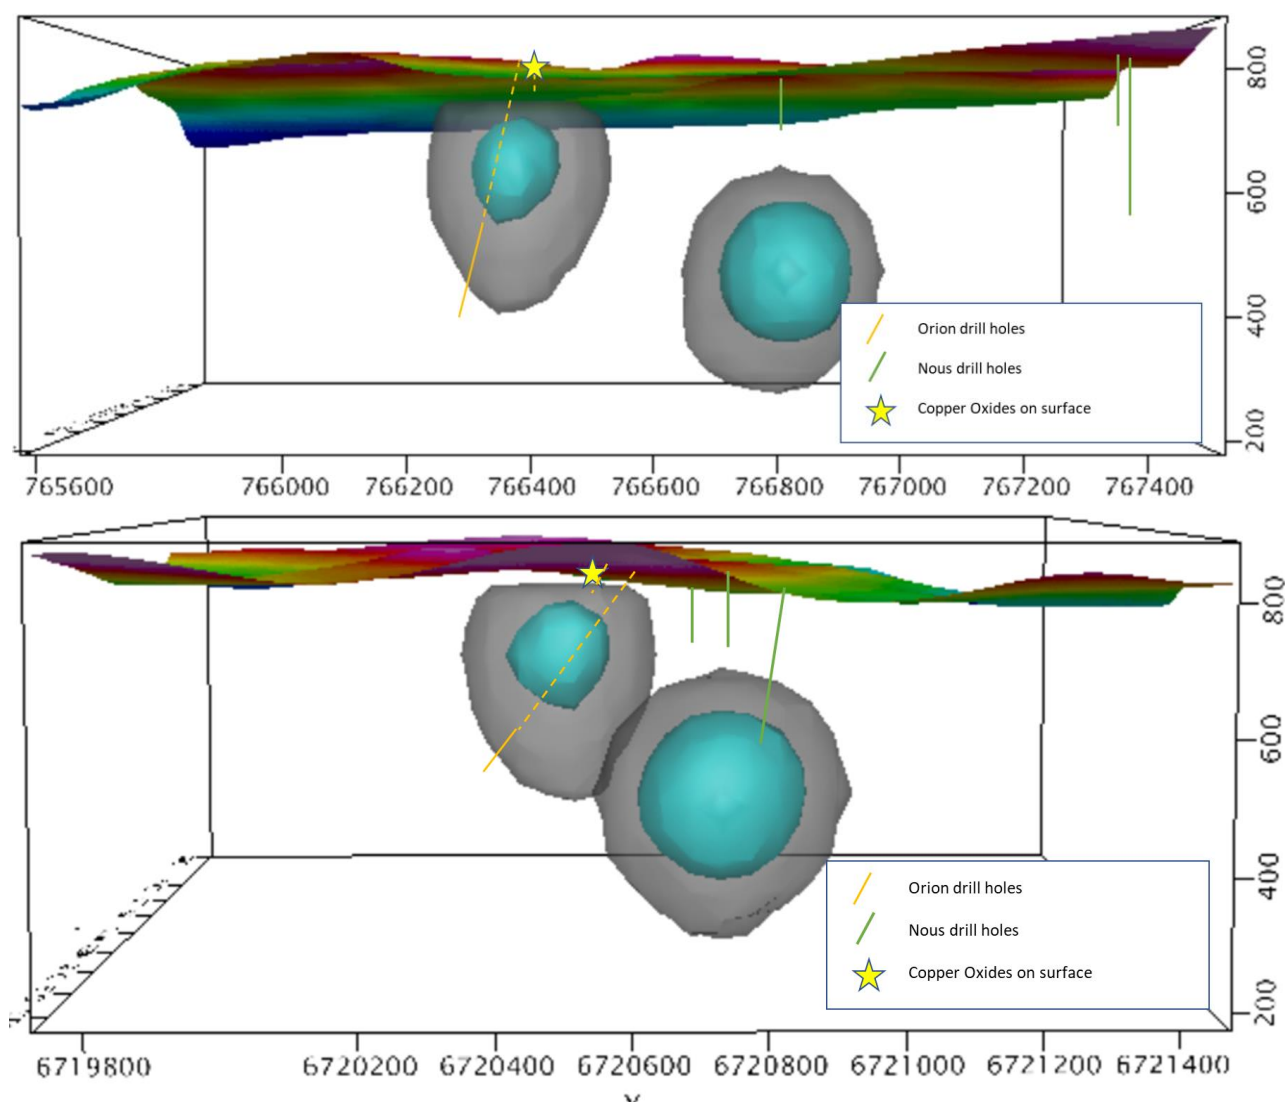 800
600
400
200
Orion drill holes
Nous drill holes
Copper Oxides on surface
765600 766000 766200 766400 766600 766800 767000 767200 767400
800
600
400
200
Orion drill holes
Nous drill holes
Copper Oxides on surface
6719800 6720200 6720400 6720600 6720800 6721000 6721200 6721400